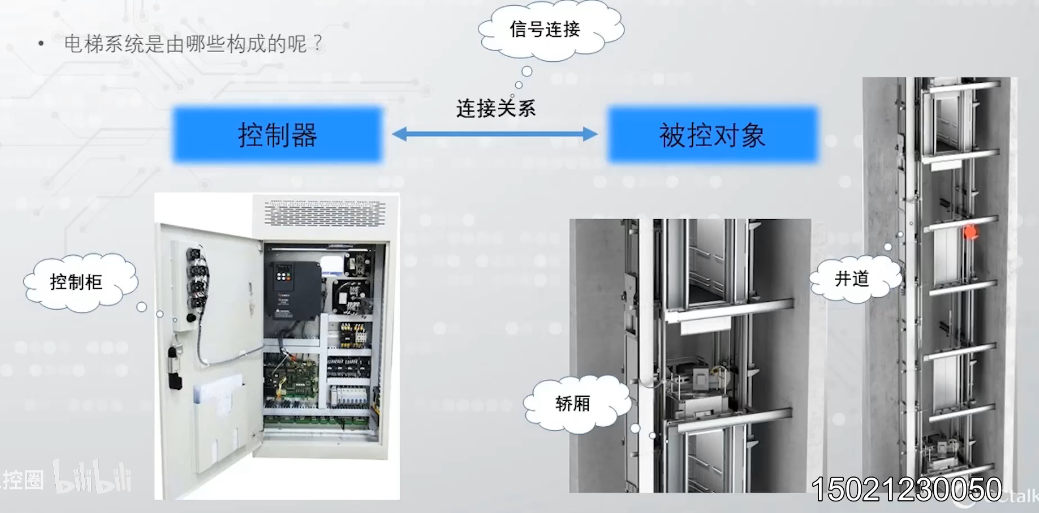 信号连接
• 电梯系统是由哪些构成的呢？
连接关系
控制器
被控对象
控制柜
井道
轿厢
控圈 bilibili
15021230050
Ctalk